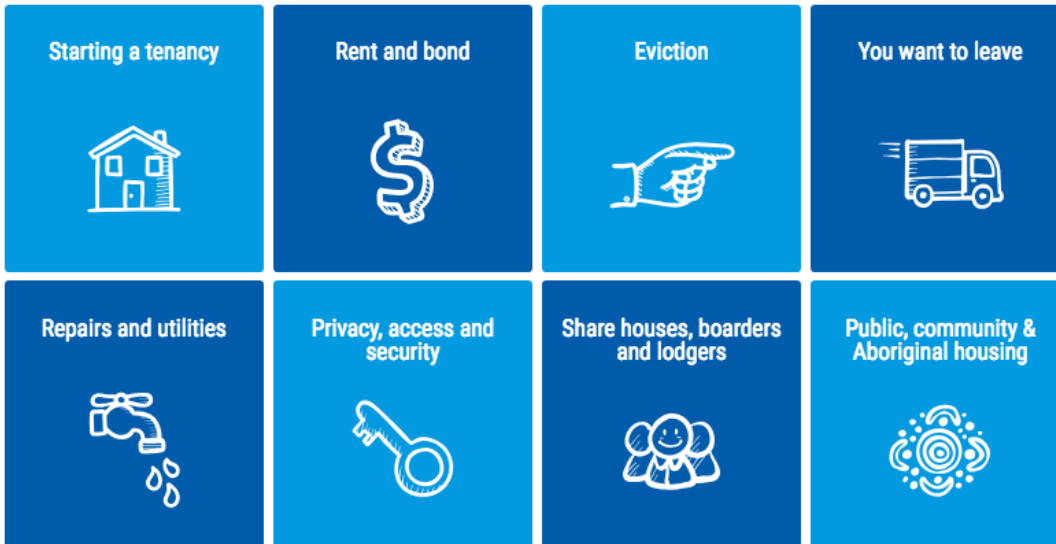 Starting a tenancy
Rent and bond
Eviction
You want to leave
Repairs and utilities
Privacy, access and
security
Share houses, boarders
and lodgers
Public, community &
Aboriginal housing